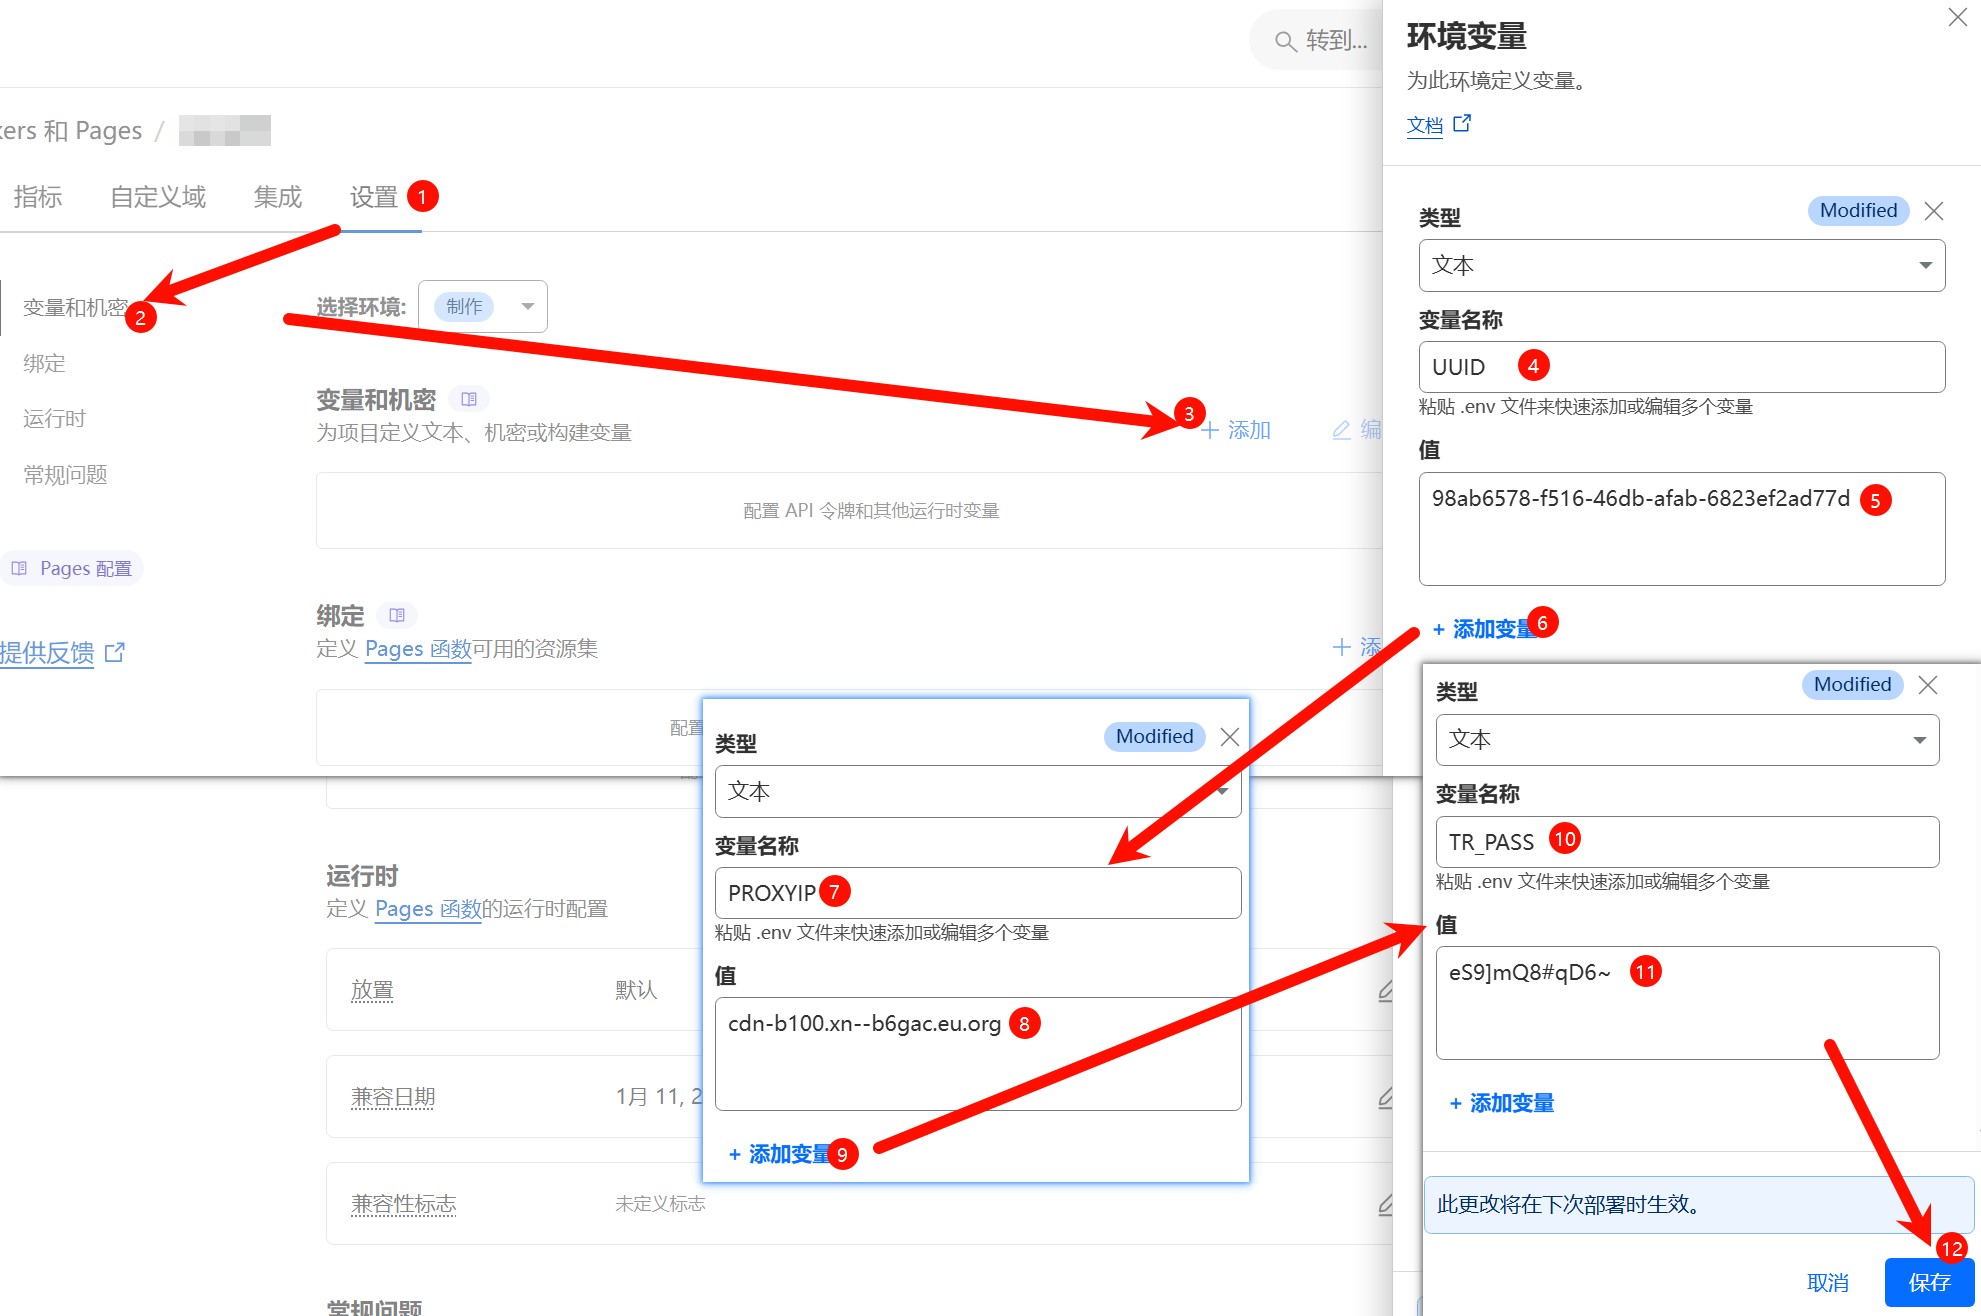 转到...
kers 和 Pages /
指标
自定义域
集成
设置 1
变量和机密 2
绑定
运行时
常规问题
Pages 配置
提供反馈
选择环境: 制作
变量和机密
为项目定义文本、机密或构建变量
3
+ 添加
编
配置 API 令牌和其他运行时变量
绑定
定义 Pages 函数可用的资源集
+ 添
配置
运行时
定义 Pages 函数的运行时配置
放置
默认
兼容日期
1月 11, 2
兼容性标志
未定义标志
常规问题
类型
Modified
文本
变量名称
PROXYIP 7
粘贴 .env 文件来快速添加或编辑多个变量
值
cdn-b100.xn--b6gac.eu.org 8
+ 添加变量 9
环境变量
为此环境定义变量。
文档
类型
Modified
文本
变量名称
UUID 4
粘贴 .env 文件来快速添加或编辑多个变量
值
98ab6578-f516-46db-afab-6823ef2ad77d 5
+ 添加变量 6
类型
Modified
文本
变量名称
TR_PASS 10
粘贴 .env 文件来快速添加或编辑多个变量
值
eS9]mQ8#qD6~ 11
+ 添加变量
此更改将在下次部署时生效。
12
取消
保存